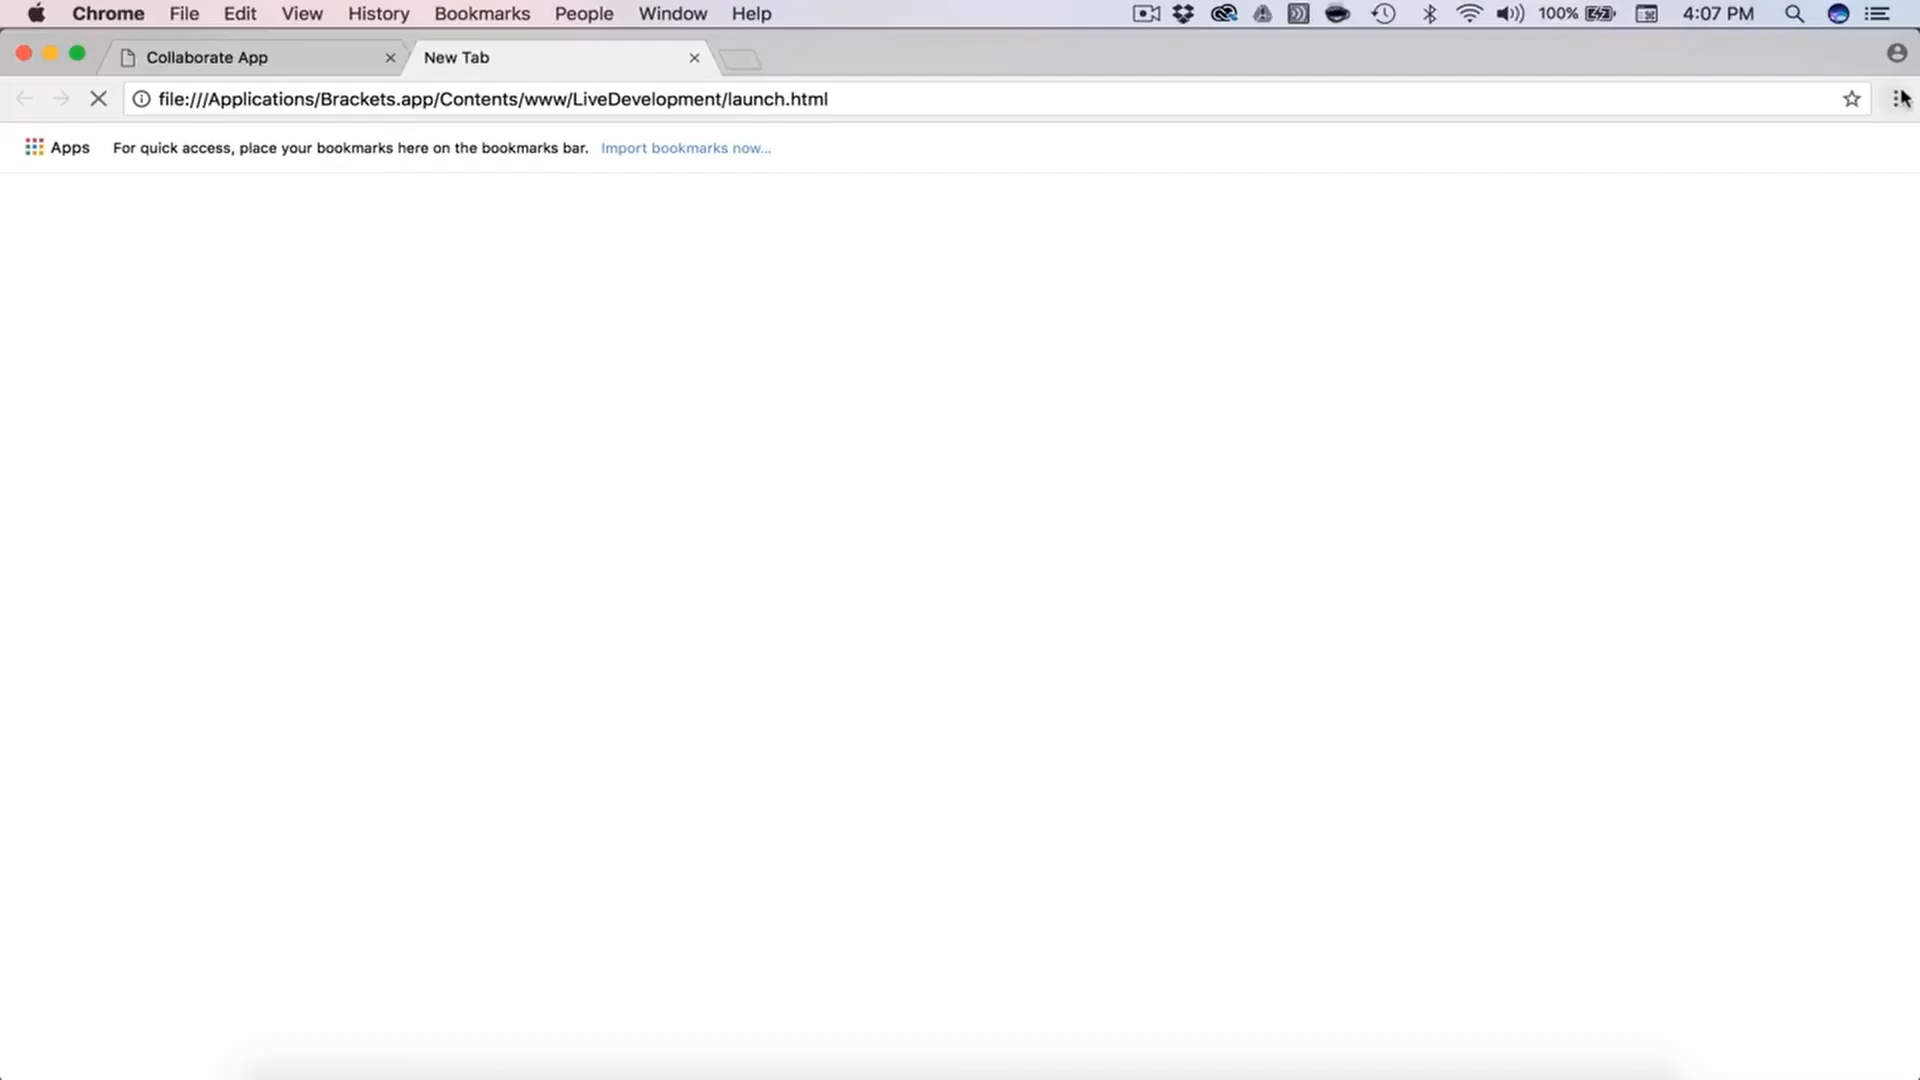 Chrome File Edit View History Bookmarks People Window Help 100% 4:07 PM
Collaborate App New Tab
file:///Applications/Brackets.app/Contents/www/LiveDevelopment/launch.html
Apps For quick access, place your bookmarks here on the bookmarks bar. Import bookmarks now...